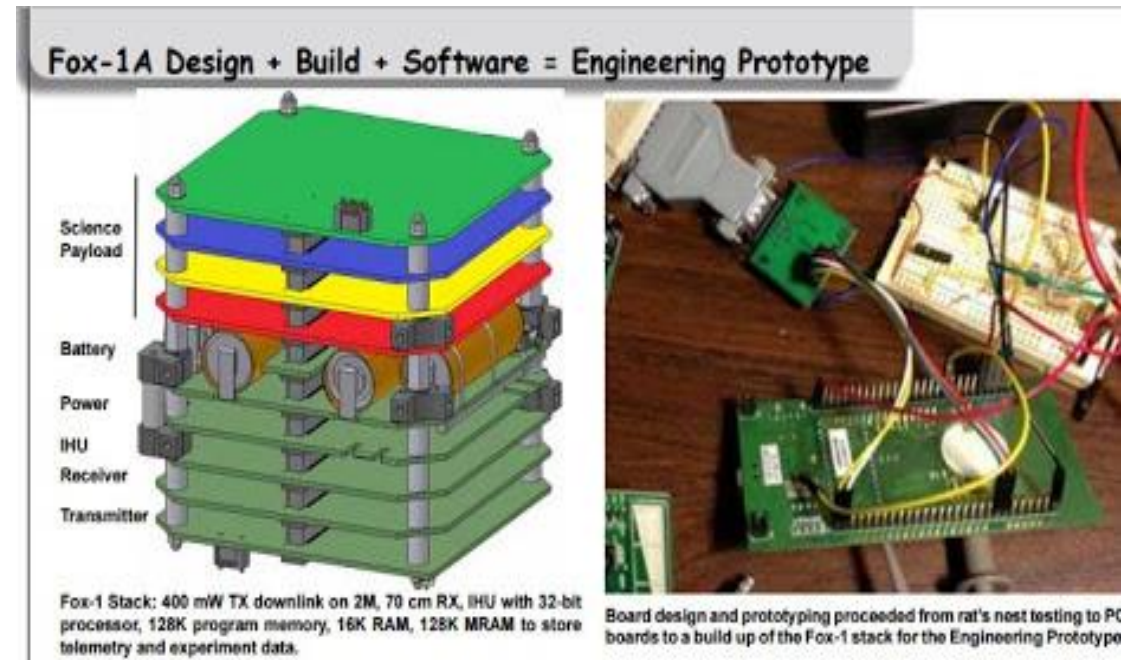 Fox-1A Design + Build + Software = Engineering Prototype
Science
Payload
Battery
Power
IHU
Receiver
Transmitter
Fox-1 Stack: 400 mW TX downlink on 2M, 70 cm RX, IHU with 32-bit
processor, 128K program memory, 16K RAM, 128K MRAM to store
telemetry and experiment data.
Board design and prototyping proceeded from rat's nest testing to PC
boards to a build up of the Fox-1 stack for the Engineering Prototype